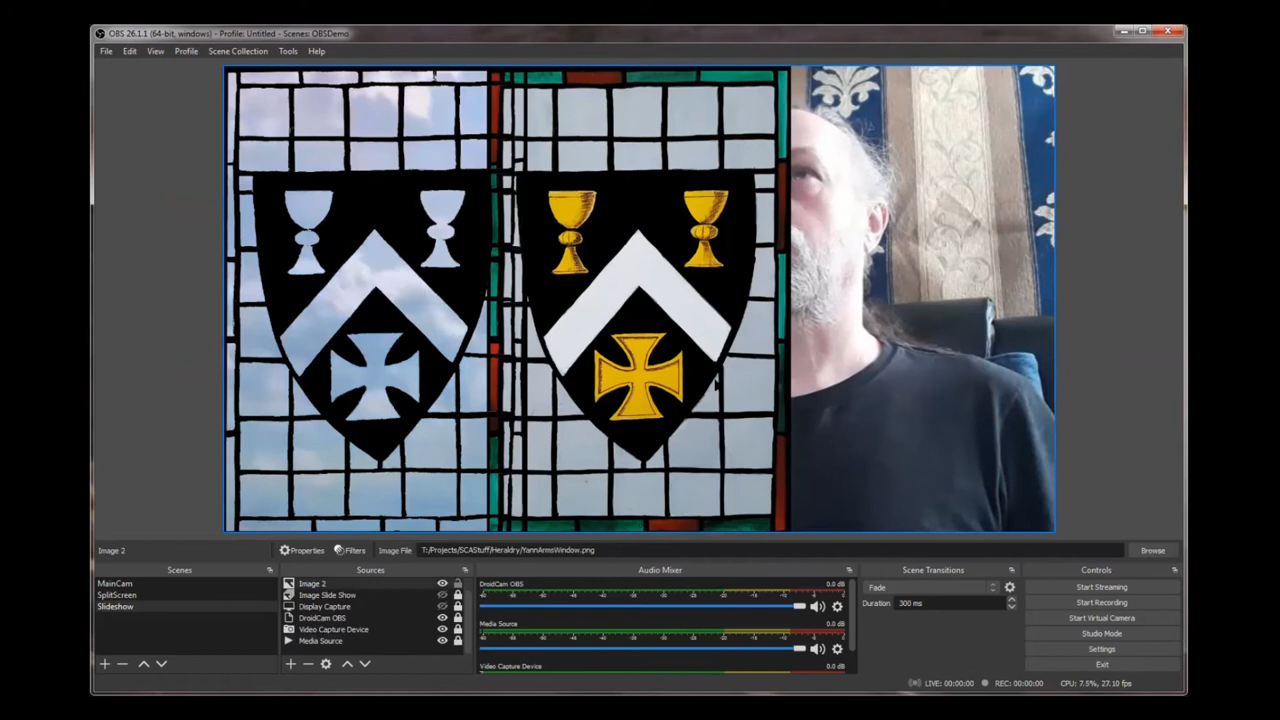 OBS 26.1.1 (64-bit, windows) - Profile: Untitled - Scenes: OBSDemo
File Edit View Profile Scene Collection Tools Help
Image 2 Properties Filters Image File T:/Projects/SCAStuff/Heraldry/YannArmsWindow.png Browse
Scenes Sources Audio Mixer Scene Transitions Controls
MainCam
SplitScreen
Slideshow
Image 2
Image Slide Show
Display Capture
DroidCam OBS
Video Capture Device
Media Source
DroidCam OBS 0.0 dB
Media Source 0.0 dB
Video Capture Device 0.0 dB
Fade
Duration 300 ms
Start Streaming
Start Recording
Start Virtual Camera
Studio Mode
Settings
Exit
LIVE: 00:00:00 REC: 00:00:00 CPU: 7.5%, 27.10 fps